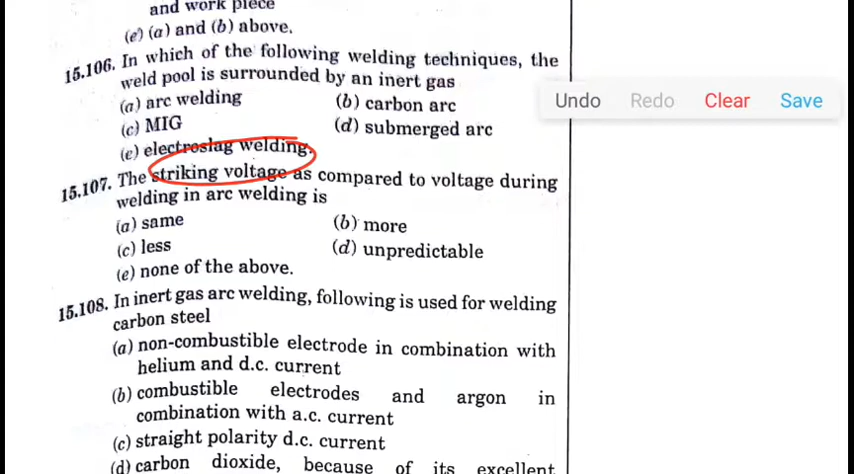 and work piece
(e) (a) and (b) above.
15.106. In which of the following welding techniques, the
weld pool is surrounded by an inert gas
(a) arc welding (b) carbon arc
(c) MIG (d) submerged arc
(e) electroslag welding.
15.107. The striking voltage as compared to voltage during
welding in arc welding is
(a) same (b) more
(c) less (d) unpredictable
(e) none of the above.
15.108. In inert gas arc welding, following is used for welding
carbon steel
(a) non-combustible electrode in combination with
helium and d.c. current
(b) combustible electrodes and argon in
combination with a.c. current
(c) straight polarity d.c. current
(d) carbon dioxide, because of its excellent
Undo Redo Clear Save